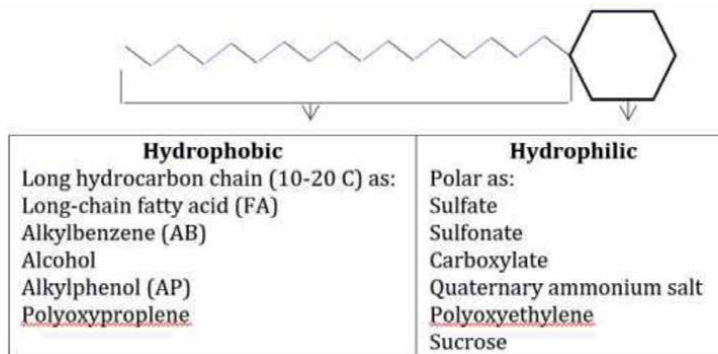 Hydrophobic
Long hydrocarbon chain (10-20 C) as:
Long-chain fatty acid (FA)
Alkylbenzene (AB)
Alcohol
Alkylphenol (AP)
Polyoxyproplene
Hydrophilic
Polar as:
Sulfate
Sulfonate
Carboxylate
Quaternary ammonium salt
Polyoxyethylene
Sucrose